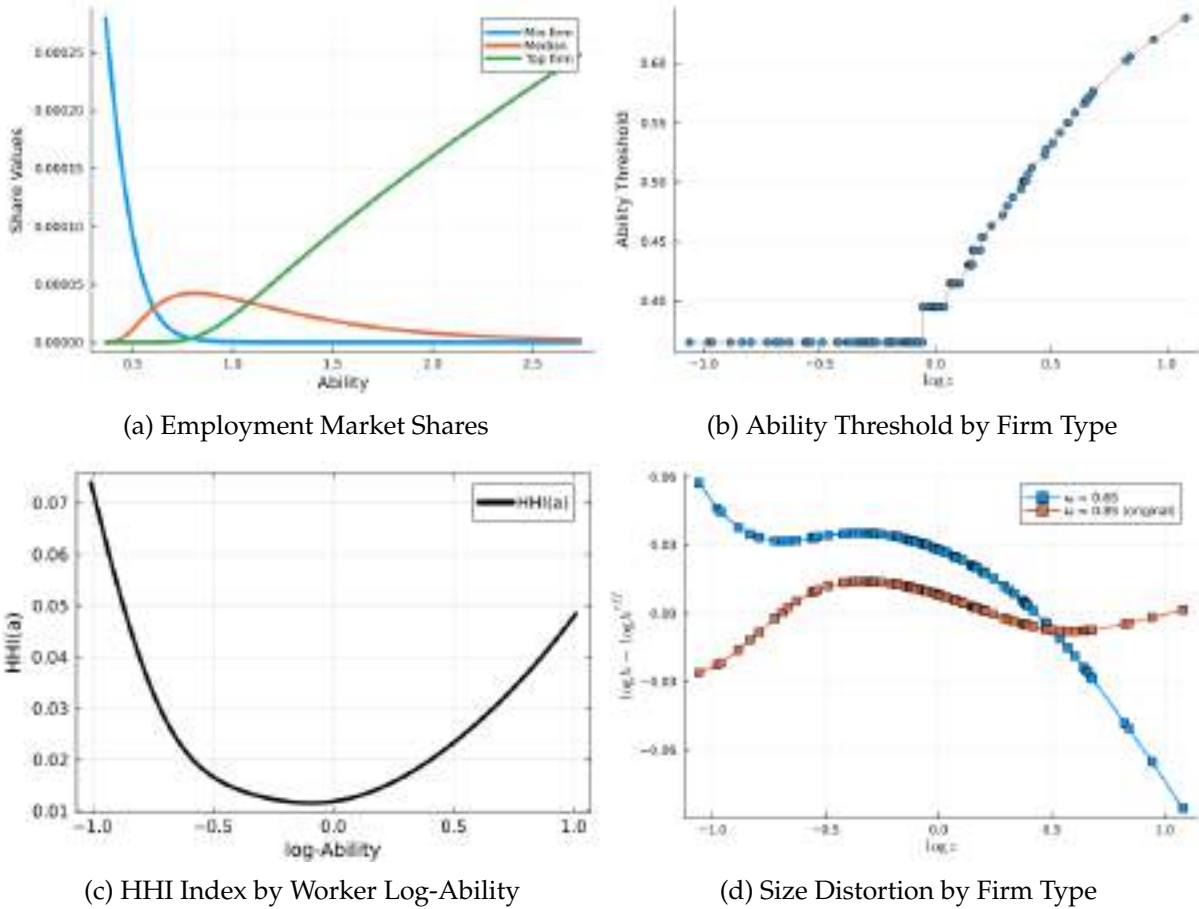 Min firm
Median
Top firm
0.00025
0.00020
0.00015
0.00010
0.00005
0.00000
Share Values
0.5 1.0 1.5 2.0 2.5
Ability
(a) Employment Market Shares
0.60
0.55
0.50
0.45
0.40
Ability Threshold
−1.0 −0.5 0.0 0.5 1.0
log z
(b) Ability Threshold by Firm Type
HHI(a)
0.07
0.06
0.05
0.04
0.03
0.02
0.01
HHI(a)
−1.0 −0.5 0.0 0.5 1.0
log-Ability
(c) HHI Index by Worker Log-Ability
(original)
0.03
0.00
−0.03
−1.0 −0.5 0.0 0.5 1.0
log z
(d) Size Distortion by Firm Type